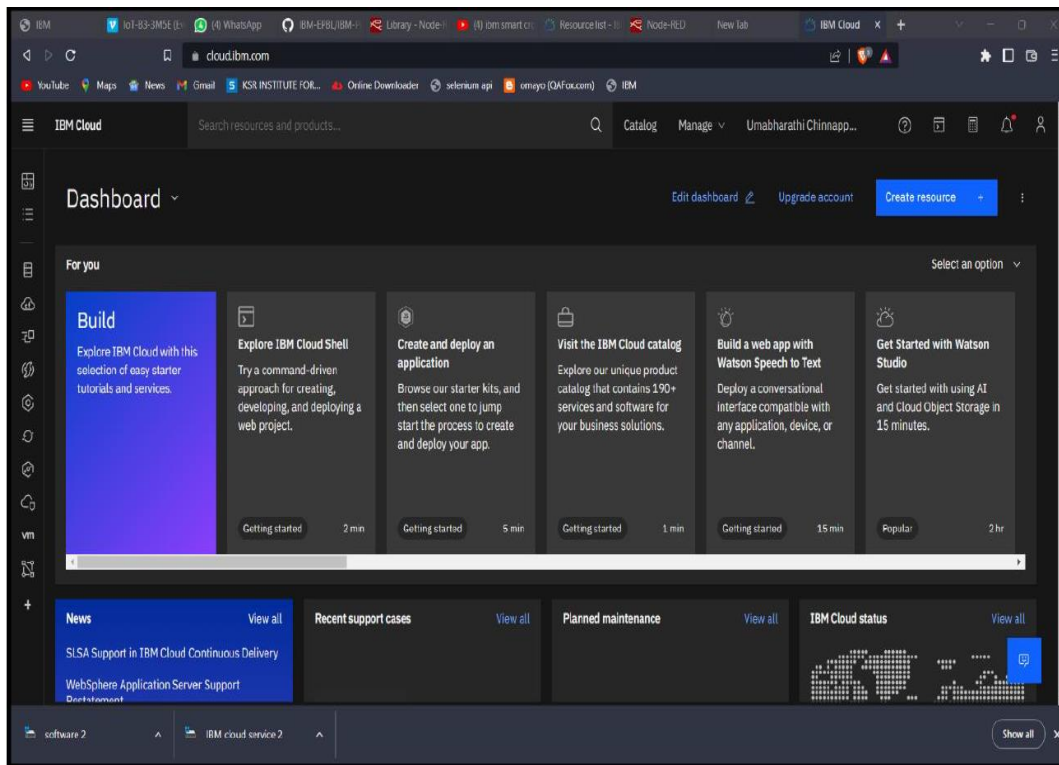 IBM
IoT-B3-3M5E (E
(4) WhatsApp
IBM-EPBL/IBM-P
Library - Node-R
(4) ibm smart cro
Resource list - IB
Node-RED
New Tab
IBM Cloud
cloud.ibm.com
YouTube
Maps
News
Gmail
KSR INSTITUTE FOR...
Online Downloader
selenium api
omayo (QAFox.com)
IBM
IBM Cloud
Search resources and products...
Catalog
Manage
Umabharathi Chinnapp...
Dashboard
Edit dashboard
Upgrade account
Create resource +
For you
Select an option
Build
Explore IBM Cloud with this
selection of easy starter
tutorials and services.
Explore IBM Cloud Shell
Try a command-driven
approach for creating,
developing, and deploying a
web project.
Getting started
2 min
Create and deploy an
application
Browse our starter kits, and
then select one to jump
start the process to create
and deploy your app.
Getting started
5 min
Visit the IBM Cloud catalog
Explore our unique product
catalog that contains 190+
services and software for
your business solutions.
Getting started
1 min
Build a web app with
Watson Speech to Text
Deploy a conversational
interface compatible with
any application, device, or
channel.
Getting started
15 min
Get Started with Watson
Studio
Get started with using AI
and Cloud Object Storage in
15 minutes.
Popular
2 hr
vm
News
View all
SLSA Support in IBM Cloud Continuous Delivery
WebSphere Application Server Support
Restatement
Recent support cases
View all
Planned maintenance
View all
IBM Cloud status
View all
software 2
IBM cloud service 2
Show all